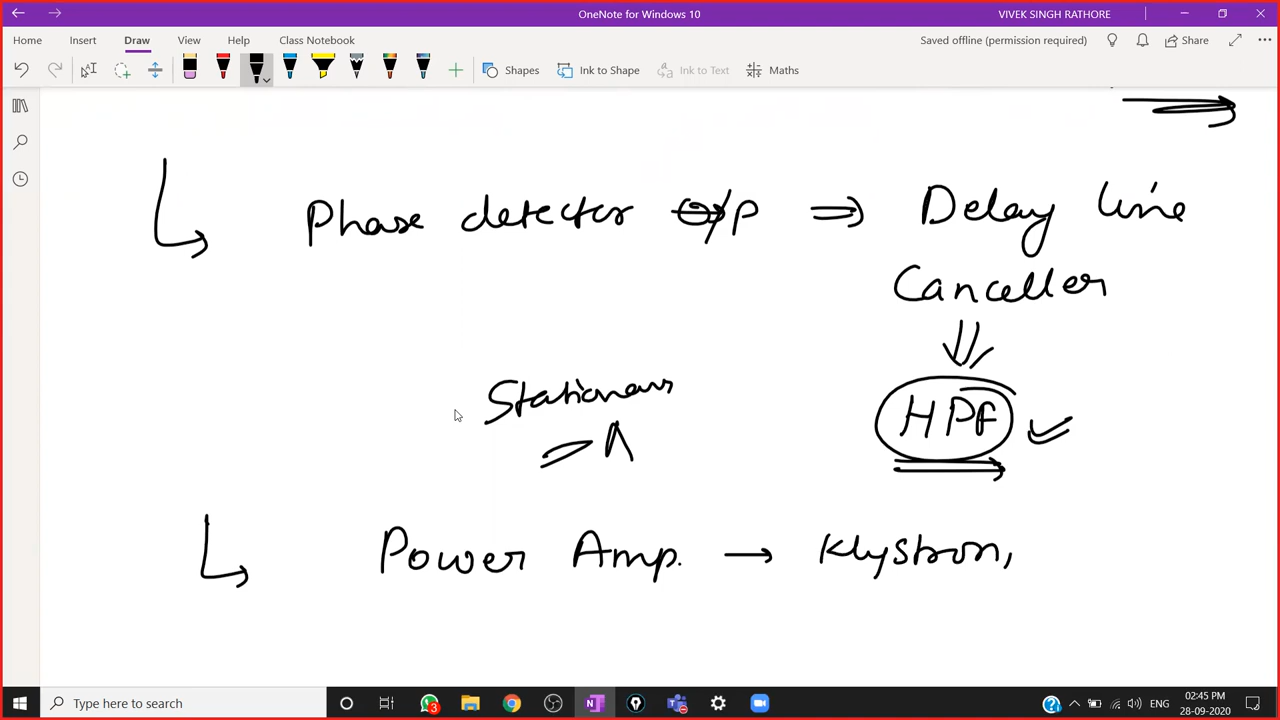 OneNote for Windows 10
VIVEK SINGH RATHORE
Home Insert Draw View Help Class Notebook
Saved offline (permission required)
Share
Shapes
Ink to Shape
Ink to Text
Maths
Phase detector O/P ⇒ Delay line
Canceller
HPF
Power Amp. → Klystron,
Type here to search
3
ENG
02:45 PM
28-09-2020